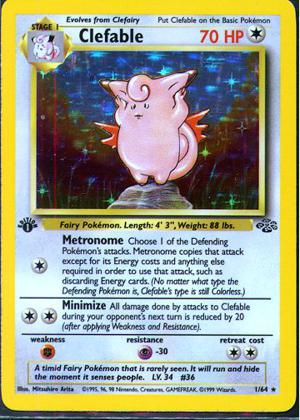 Evolves from Clefairy Put Clefable on the Basic Pokémon
STAGE 1
Clefable 70 HP
EDITION
1
Fairy Pokémon. Length: 4' 3", Weight: 88 lbs.
Metronome Choose 1 of the Defending
Pokémon's attacks. Metronome copies that attack
except for its Energy costs and anything else
required in order to use that attack, such as
discarding Energy cards. (No matter what type the
Defending Pokémon is, Clefable's type is still Colorless.)
Minimize All damage done by attacks to Clefable
during your opponent's next turn is reduced by 20
(after applying Weakness and Resistance).
weakness resistance retreat cost
-30
A timid Fairy Pokémon that is rarely seen. It will run and hide
the moment it senses people. LV. 34 #36
Illus. Mitsuhiro Arita ©1995, 96, 98 Nintendo, Creatures, GAMEFREAK. ©1999 Wizards. 1/64 ★